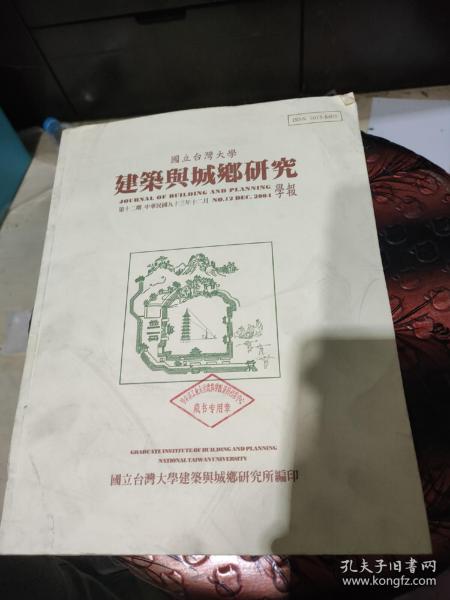 國立台灣大學
建築與城鄉研究
學報
JOURNAL OF BUILDING AND PLANNING
第十二期 中華民國九十三年十二月 NO.12 DEC. 2004
藏书专用章
GRADUATE INSTITUTE OF BUILDING AND PLANNING
NATIONAL TAIWAN UNIVERSITY
國立台灣大學建築與城鄉研究所編印
孔夫子旧书网
www.kongfz.com